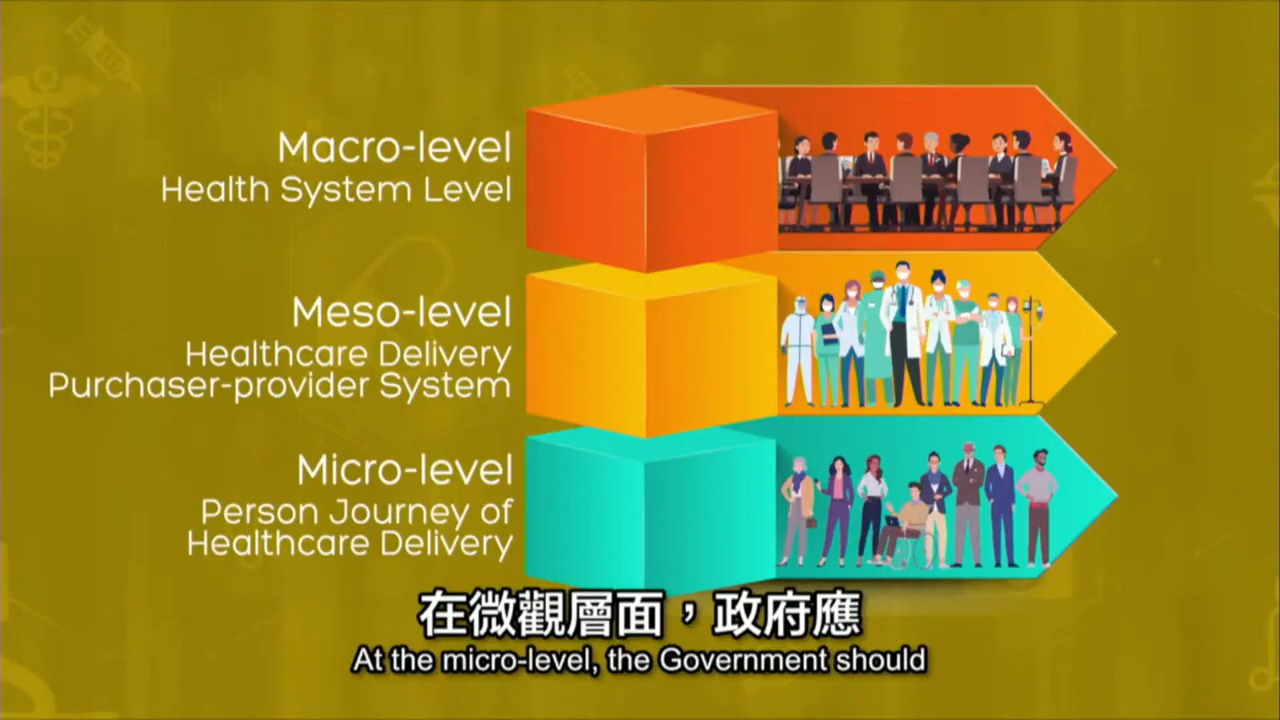 Macro-level
Health System Level
Meso-level
Healthcare Delivery
Purchaser-provider System
Micro-level
Person Journey of
Healthcare Delivery
在微觀層面，政府應
At the micro-level, the Government should